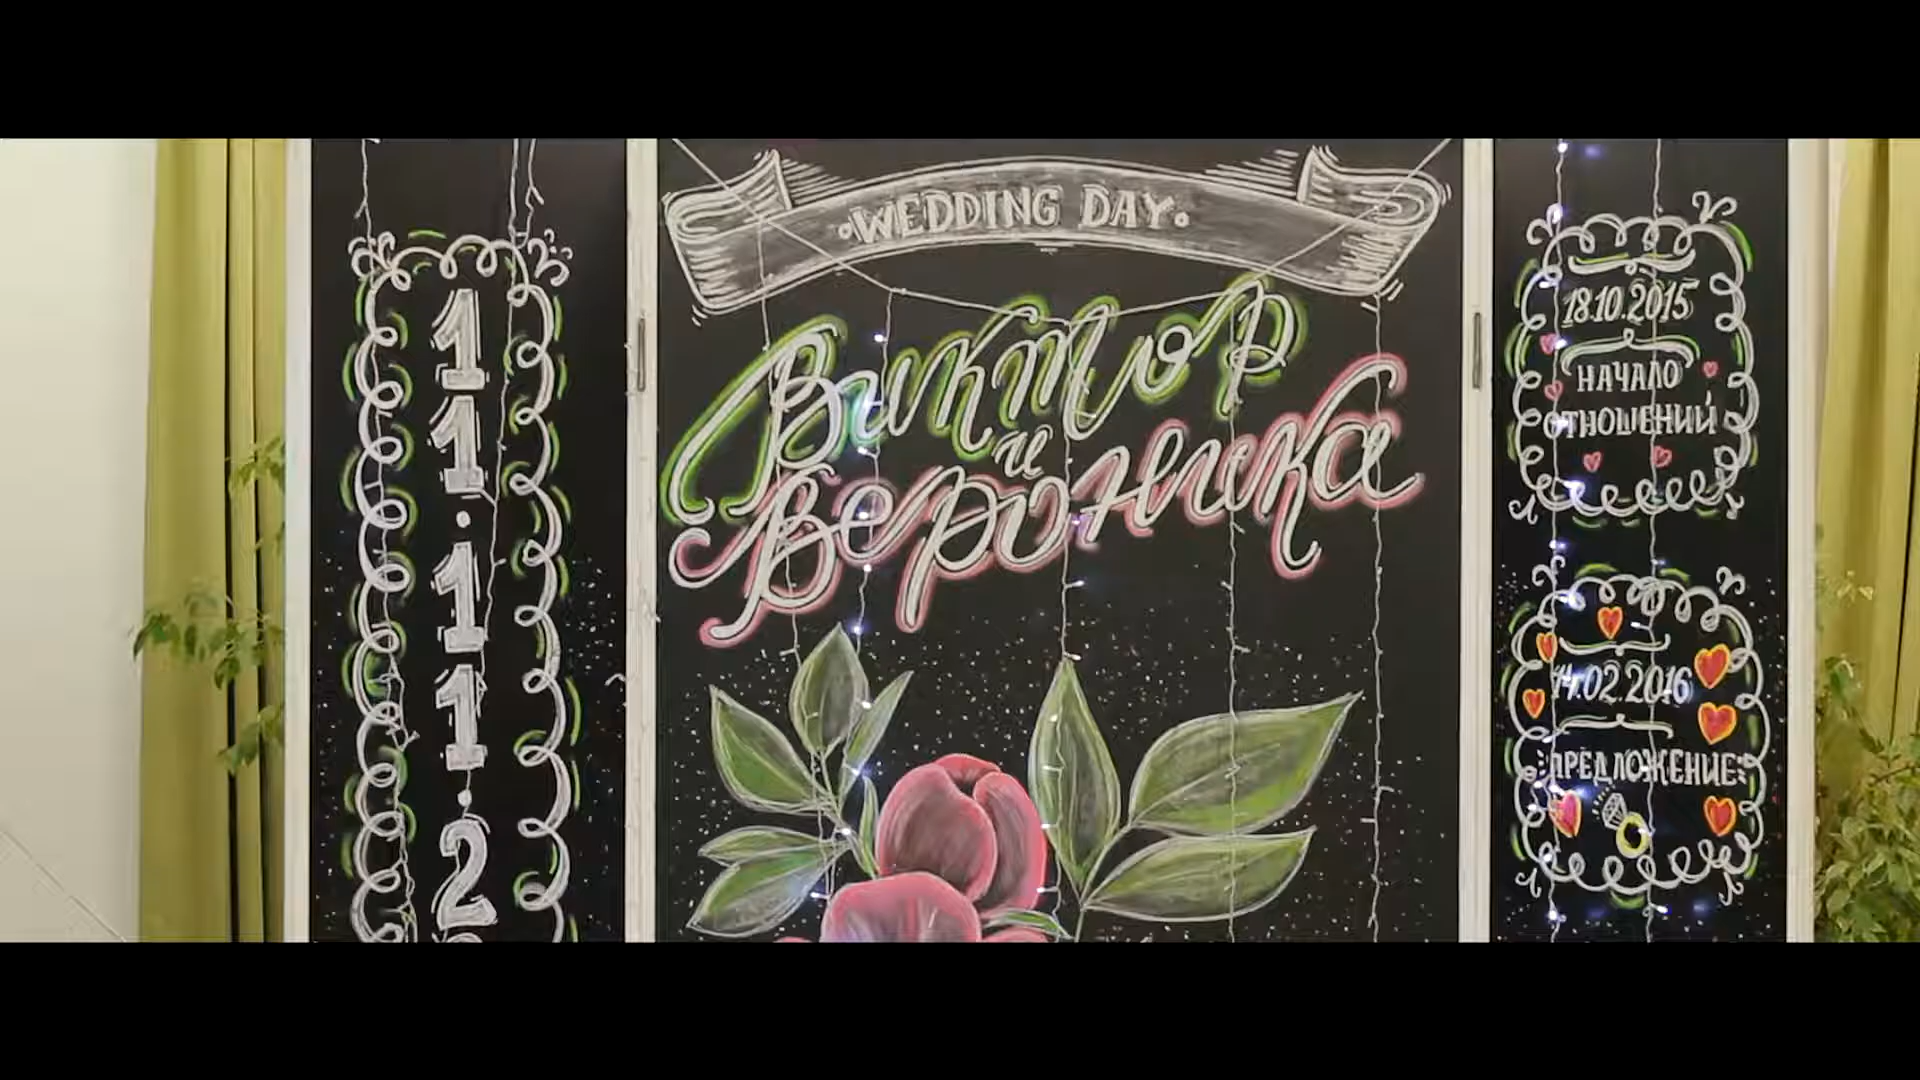 11.11.2
·WEDDING DAY·
Виктор
и
Вероника
18.10.2015
НАЧАЛО
ОТНОШЕНИЙ
14.02.2016
ПРЕДЛОЖЕНИЕ